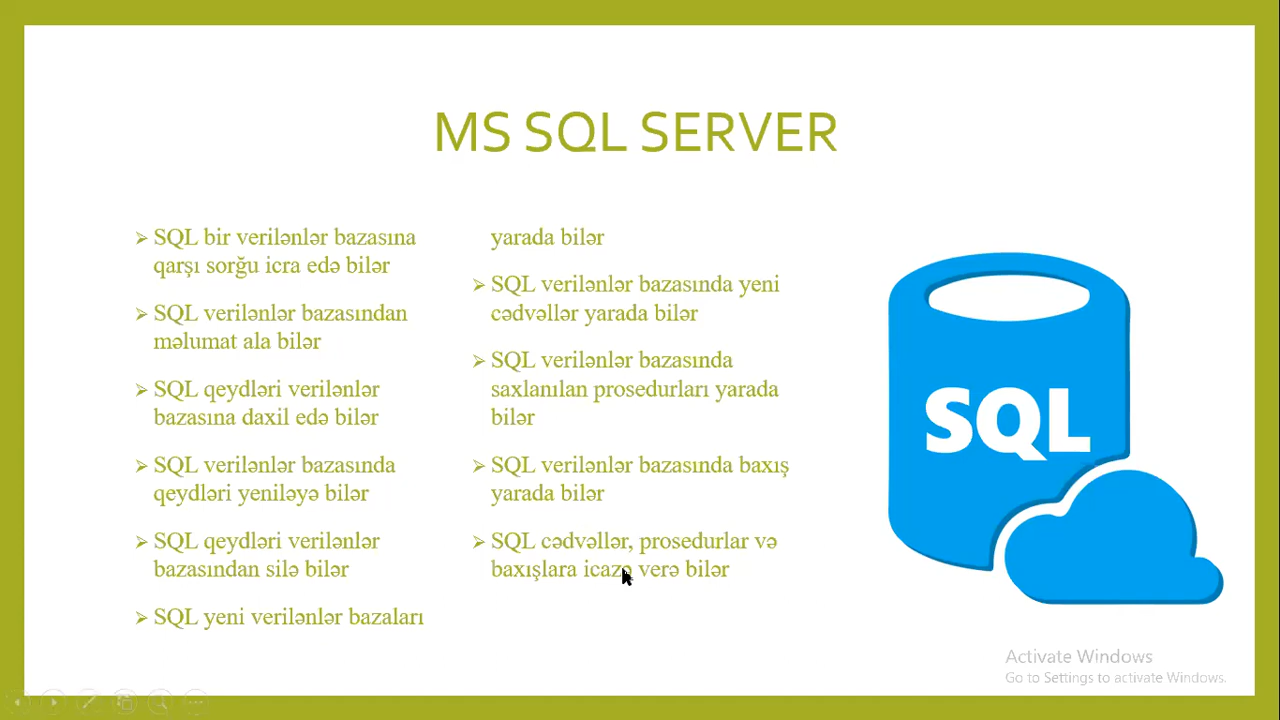 MS SQL SERVER
SQL bir verilənlər bazasına
qarşı sorğu icra edə bilər
SQL verilənlər bazasından
məlumat ala bilər
SQL qeydləri verilənlər
bazasına daxil edə bilər
SQL verilənlər bazasında
qeydləri yeniləyə bilər
SQL qeydləri verilənlər
bazasından silə bilər
SQL yeni verilənlər bazaları
yarada bilər
SQL verilənlər bazasında yeni
cədvəllər yarada bilər
SQL verilənlər bazasında
saxlanılan prosedurları yarada
bilər
SQL verilənlər bazasında baxış
yarada bilər
SQL cədvəllər, prosedurlar və
baxışlara icazə verə bilər
SQL
Activate Windows
Go to Settings to activate Windows.